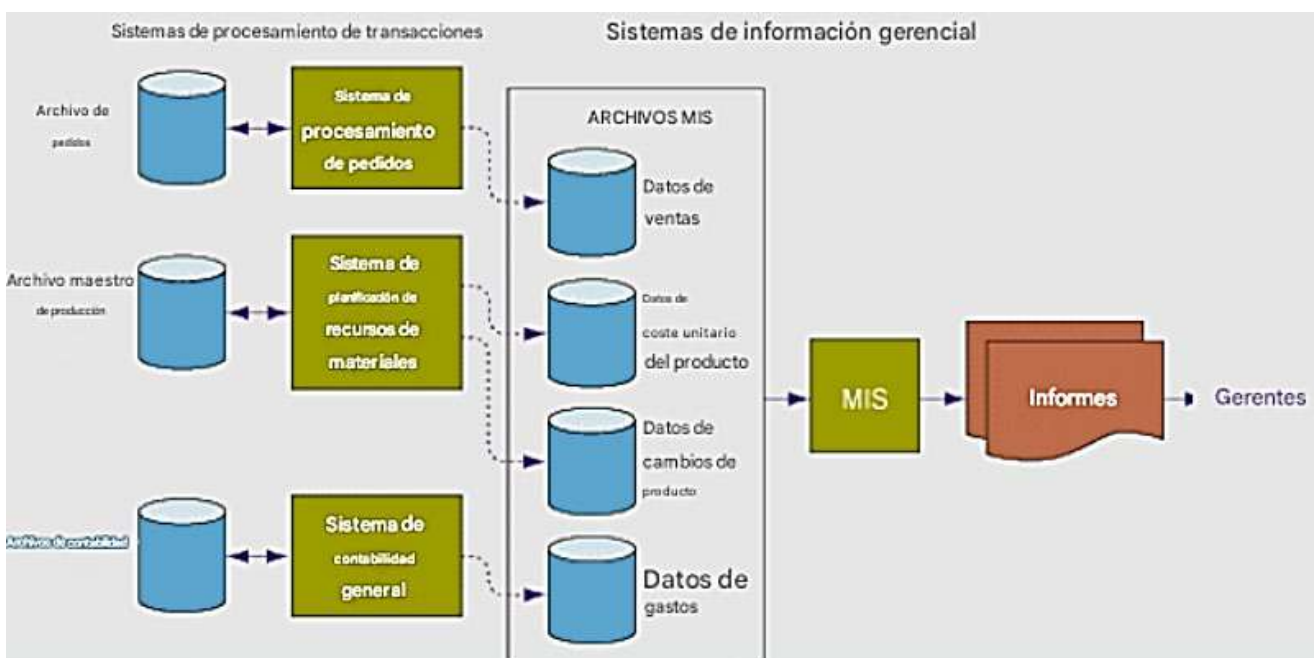 Sistemas de procesamiento de transacciones
Sistemas de información gerencial
Archivo de
pedidos
Sistema de
procesamiento
de pedidos
ARCHIVOS MIS
Datos de
ventas
Archivo maestro
de producción
Sistema de
planificación de
recursos de
materiales
Datos de
coste unitario
del producto
MIS
Informes
Gerentes
Datos de
cambios de
producto
Archivos de contabilidad
Sistema de
contabilidad
general
Datos de
gastos